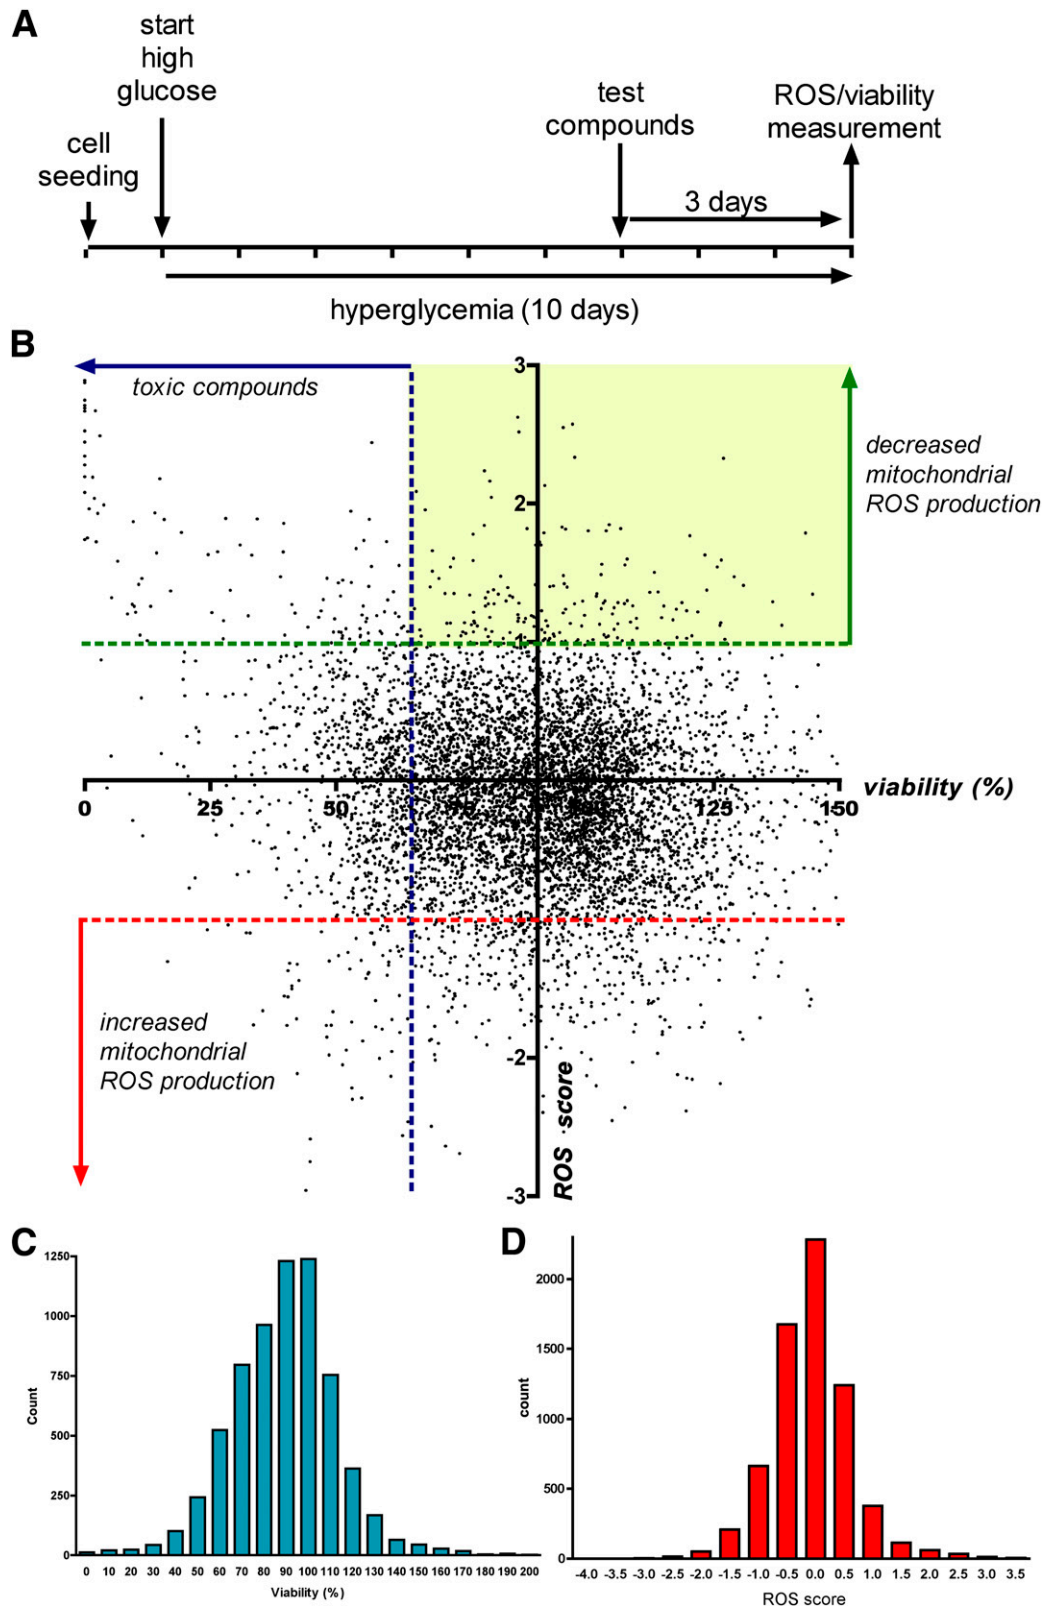 A
start
high
glucose
cell
seeding
test
compounds
ROS/viability
measurement
3 days
hyperglycemia (10 days)
B
toxic compounds
decreased
mitochondrial
ROS production
3
2
1
0 25 50 125 150
viability (%)
increased
mitochondrial
ROS production
-2
-3
ROS score
C
Count
1250
1000
750
500
250
0
0 10 20 30 40 50 60 70 80 90 100 110 120 130 140 150 160 170 180 190 200
Viability (%)
D
count
2000
1500
1000
500
0
-4.0 -3.5 -3.0 -2.5 -2.0 -1.5 -1.0 -0.5 0.0 0.5 1.0 1.5 2.0 2.5 3.0 3.5
ROS score